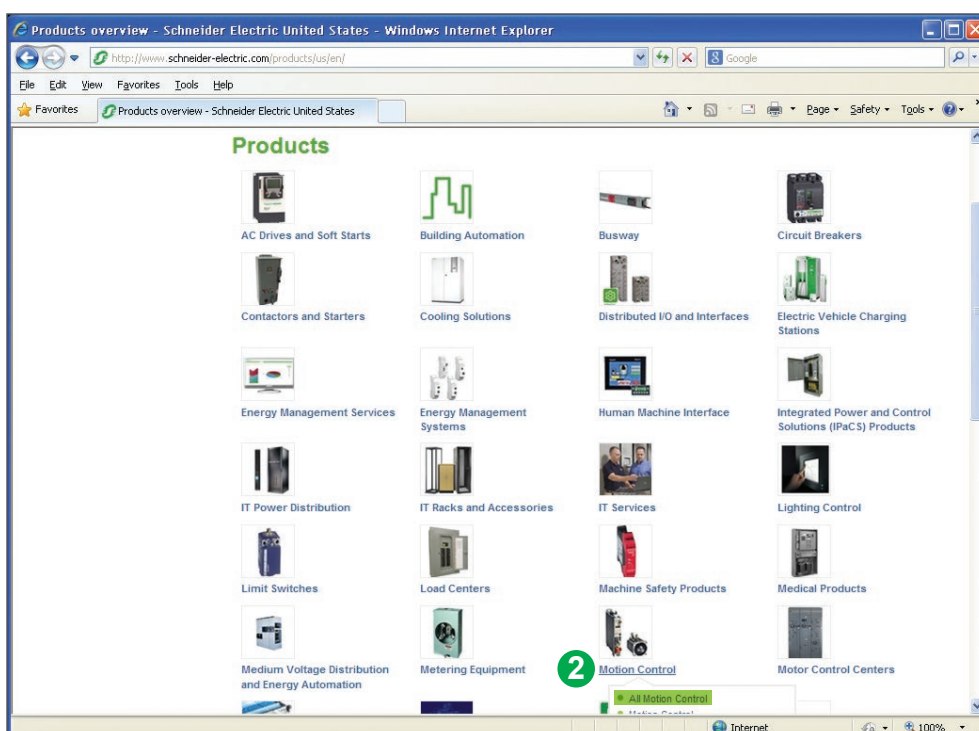 Products overview - Schneider Electric United States - Windows Internet Explorer
http://www.schneider-electric.com/products/us/en/
Google
File Edit View Favorites Tools Help
Favorites
Products overview - Schneider Electric United States
Page Safety Tools
Products
AC Drives and Soft Starts
Building Automation
Busway
Circuit Breakers
Contactors and Starters
Cooling Solutions
Distributed I/O and Interfaces
Electric Vehicle Charging
Stations
Energy Management Services
Energy Management
Systems
Human Machine Interface
Integrated Power and Control
Solutions (IPaCS) Products
IT Power Distribution
IT Racks and Accessories
IT Services
Lighting Control
Limit Switches
Load Centers
Machine Safety Products
Medical Products
Medium Voltage Distribution
and Energy Automation
Metering Equipment
2
Motion Control
Motor Control Centers
All Motion Control
Motion Control
Internet
100%